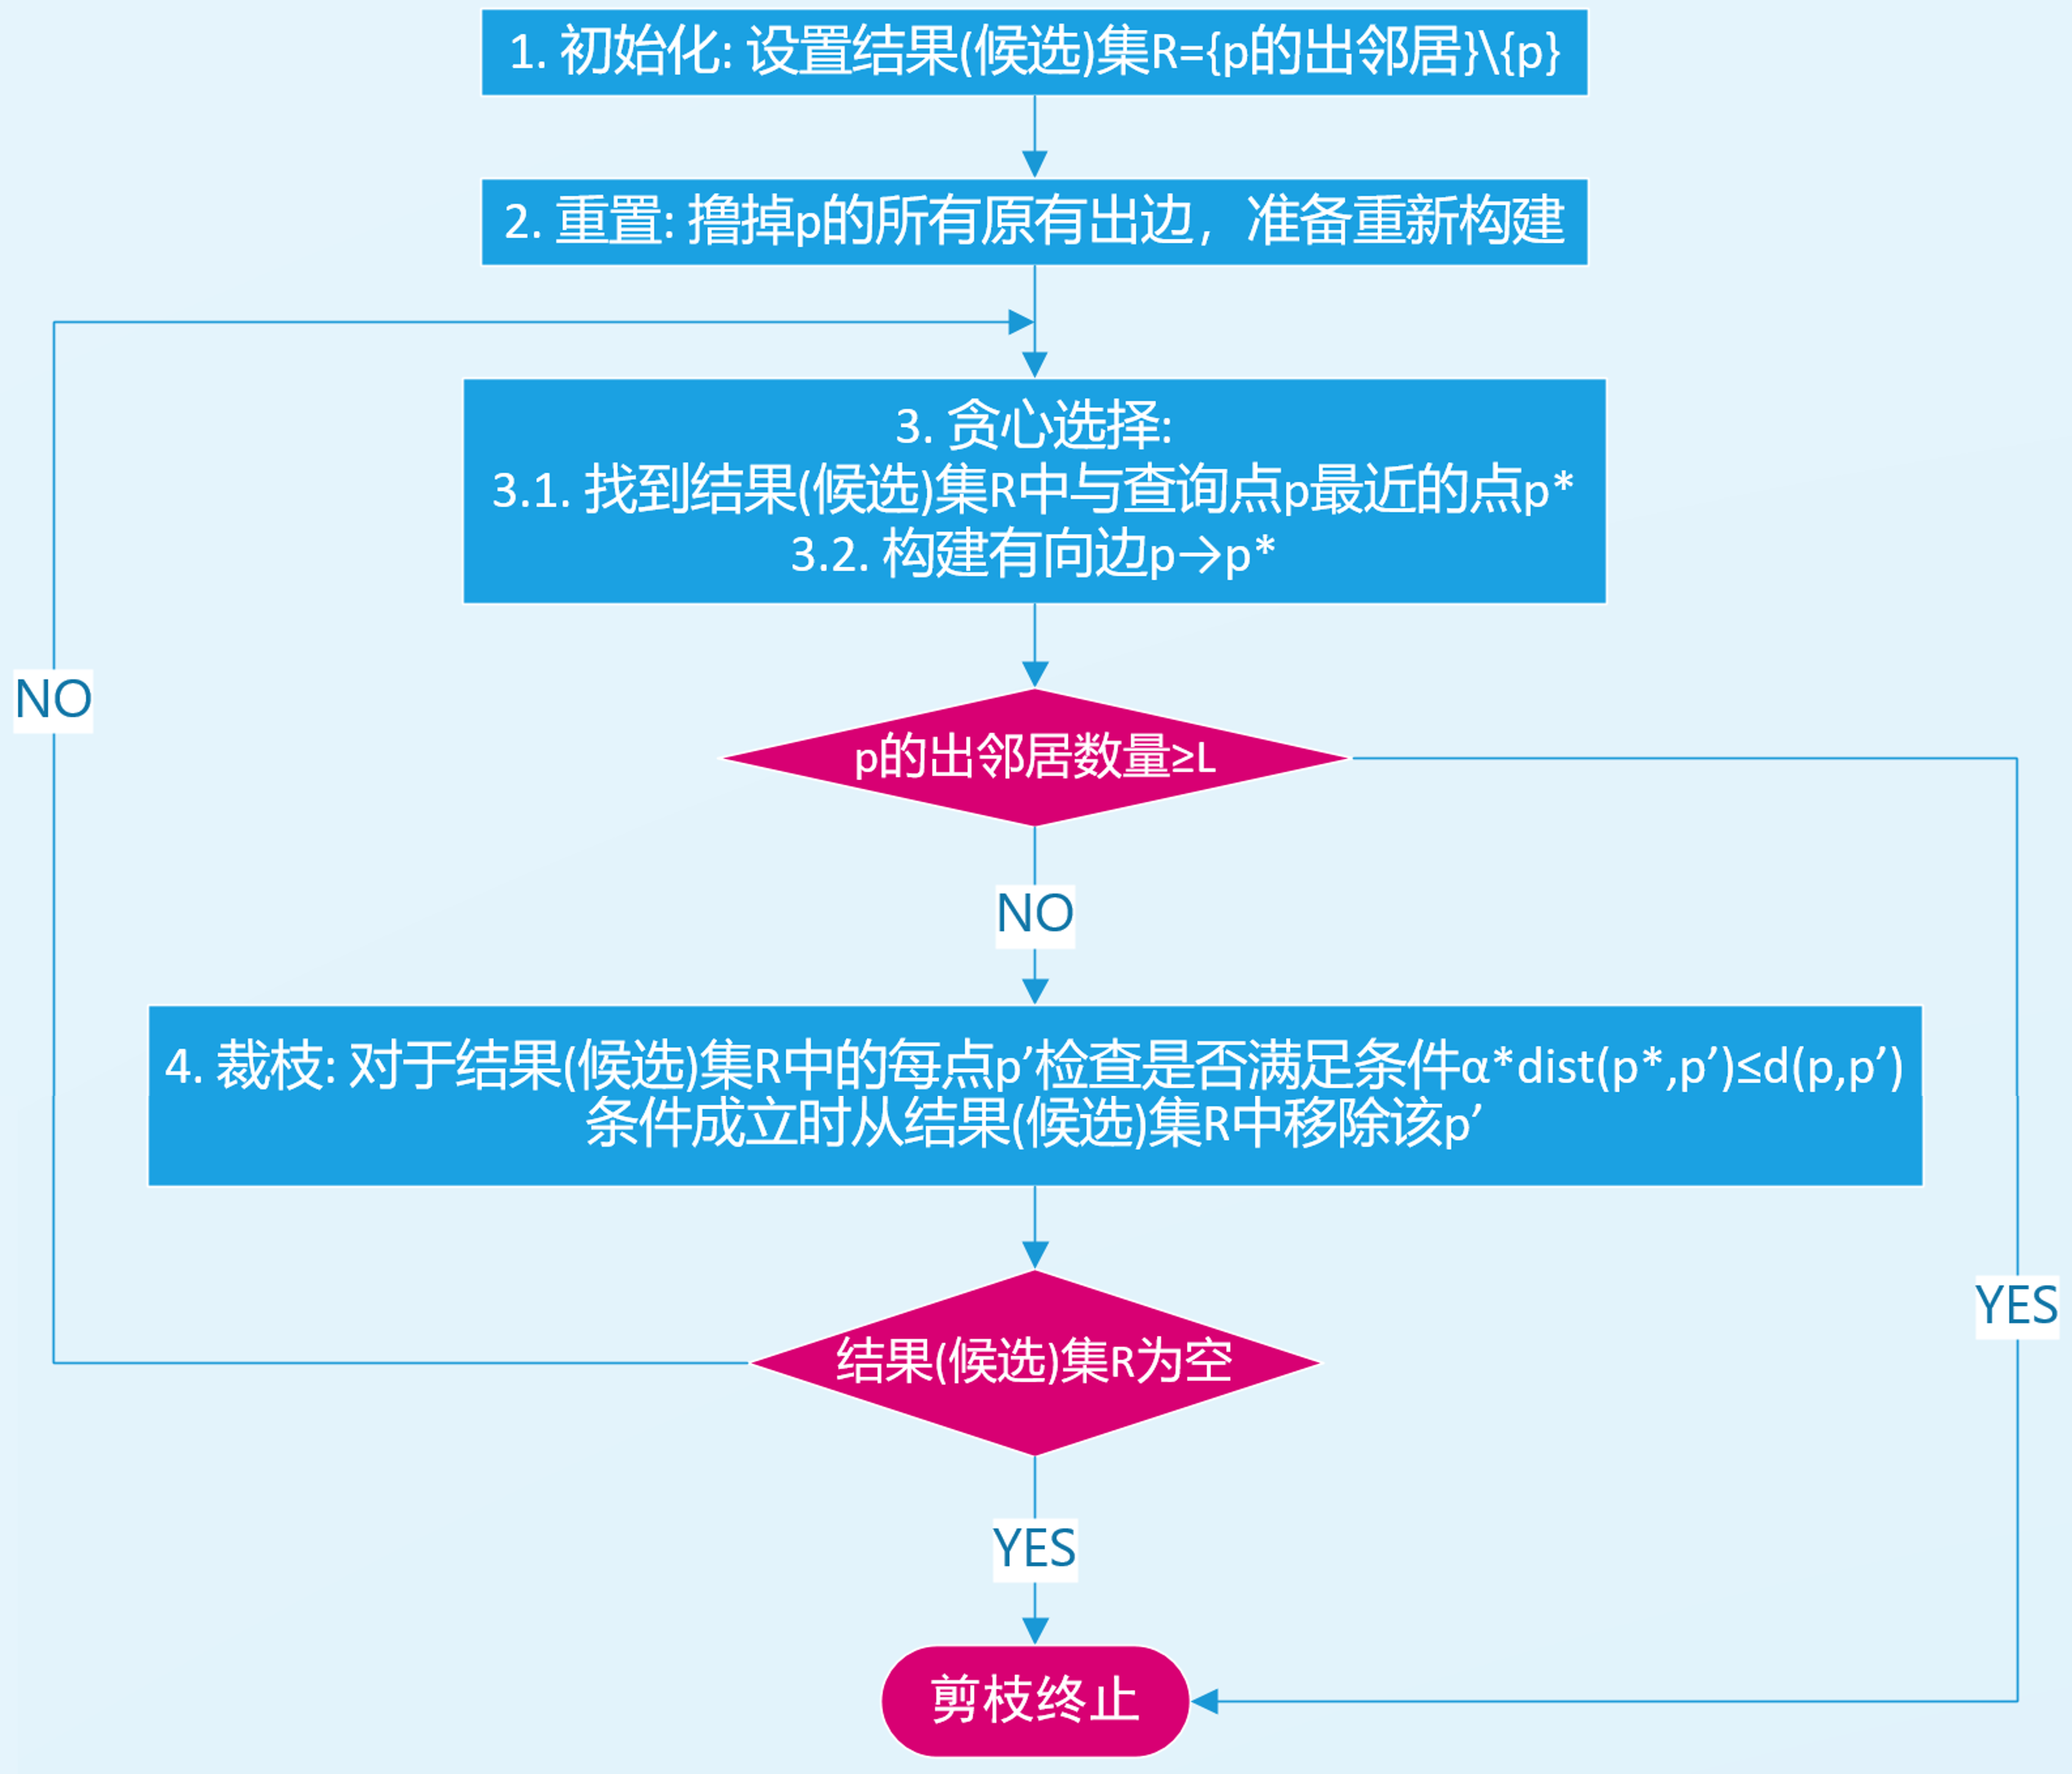 1. 初始化: 设置结果(候选)集R={p的出邻居}\{p}
2. 重置: 撸掉p的所有原有出边，准备重新构建
3. 贪心选择:
3.1. 找到结果(候选)集R中与查询点p最近的点p*
3.2. 构建有向边p→p*
NO
p的出邻居数量≥L
NO
4. 裁枝: 对于结果(候选)集R中的每点p’检查是否满足条件α*dist(p*,p’)≤d(p,p’)
条件成立时从结果(候选)集R中移除该p’
YES
结果(候选)集R为空
YES
剪枝终止